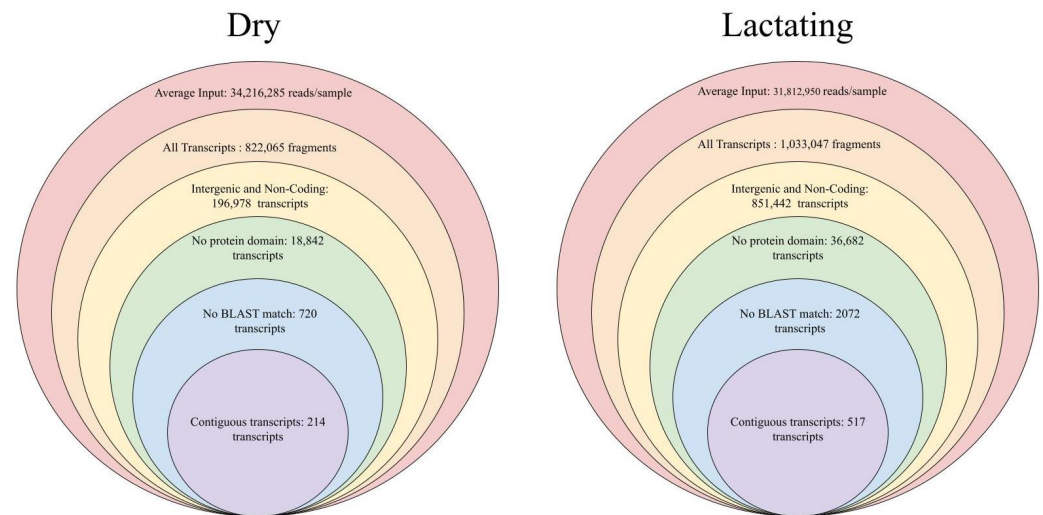 Dry
Average Input: 34,216,285 reads/sample
All Transcripts : 822,065 fragments
Intergenic and Non-Coding:
196,978 transcripts
No protein domain: 18,842
transcripts
No BLAST match: 720
transcripts
Contiguous transcripts: 214
transcripts
Lactating
Average Input: 31,812,950 reads/sample
All Transcripts : 1,033,047 fragments
Intergenic and Non-Coding:
851,442 transcripts
No protein domain: 36,682
transcripts
No BLAST match: 2072
transcripts
Contiguous transcripts: 517
transcripts